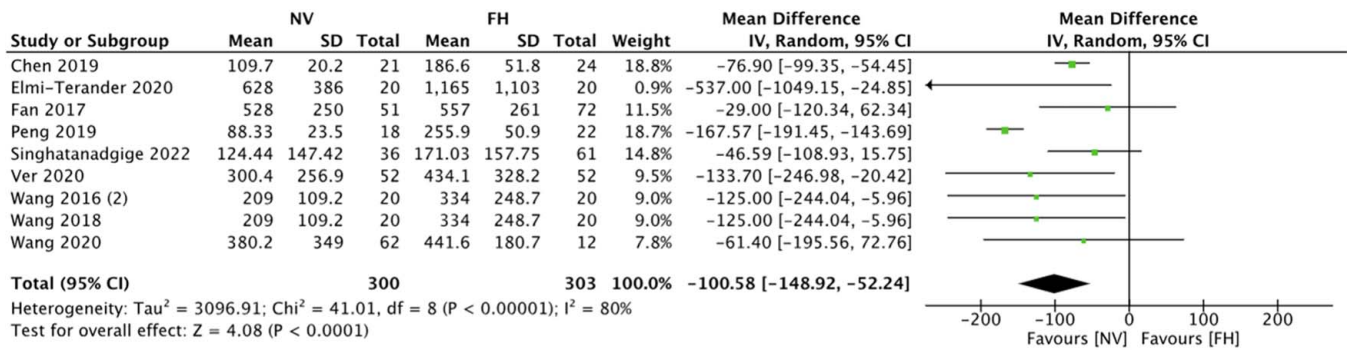 NV FH Mean Difference Mean Difference
Study or Subgroup Mean SD Total Mean SD Total Weight IV, Random, 95% CI IV, Random, 95% CI
Chen 2019 109.7 20.2 21 186.6 51.8 24 18.8% −76.90 [−99.35, −54.45]
Elmi-Terander 2020 628 386 20 1,165 1,103 20 0.9% −537.00 [−1049.15, −24.85]
Fan 2017 528 250 51 557 261 72 11.5% −29.00 [−120.34, 62.34]
Peng 2019 88.33 23.5 18 255.9 50.9 22 18.7% −167.57 [−191.45, −143.69]
Singhatanadgige 2022 124.44 147.42 36 171.03 157.75 61 14.8% −46.59 [−108.93, 15.75]
Ver 2020 300.4 256.9 52 434.1 328.2 52 9.5% −133.70 [−246.98, −20.42]
Wang 2016 (2) 209 109.2 20 334 248.7 20 9.0% −125.00 [−244.04, −5.96]
Wang 2018 209 109.2 20 334 248.7 20 9.0% −125.00 [−244.04, −5.96]
Wang 2020 380.2 349 62 441.6 180.7 12 7.8% −61.40 [−195.56, 72.76]
Total (95% CI) 300 303 100.0% −100.58 [−148.92, −52.24]
Heterogeneity: Tau² = 3096.91; Chi² = 41.01, df = 8 (P < 0.00001); I² = 80%
Test for overall effect: Z = 4.08 (P < 0.0001)
−200 −100 0 100 200
Favours [NV] Favours [FH]